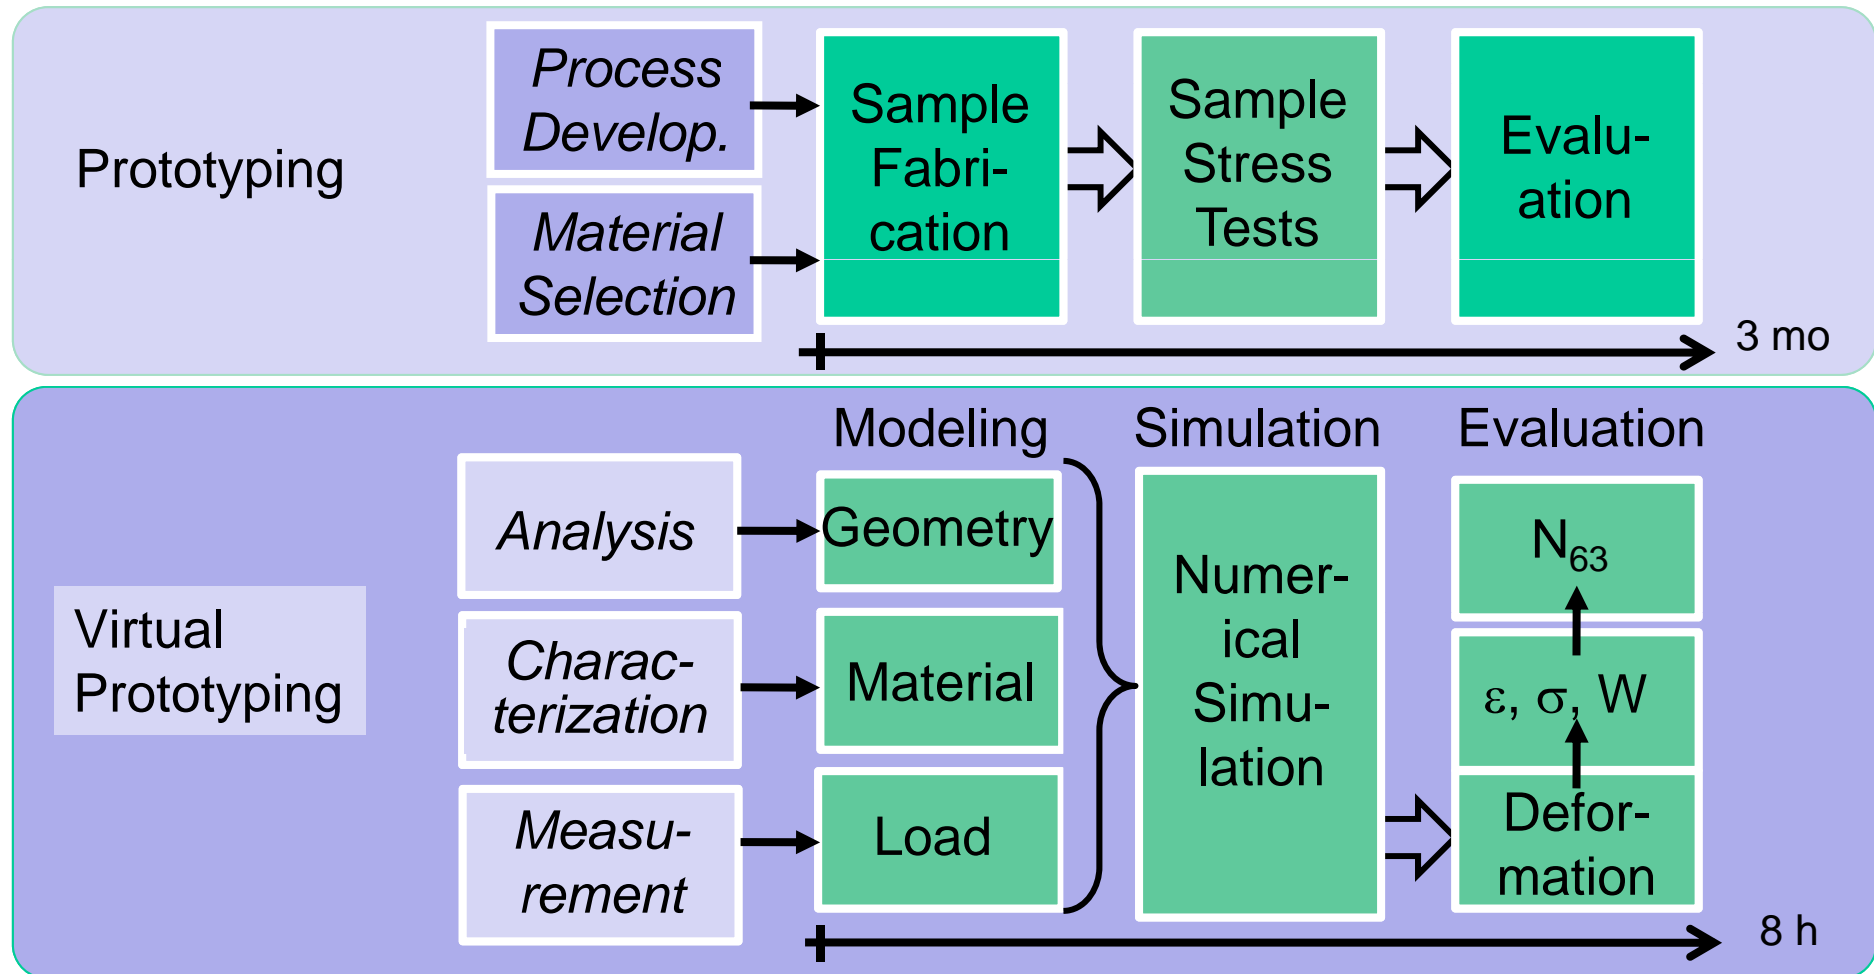 Prototyping
Process
Develop.
Material
Selection
Sample
Fabri-
cation
Sample
Stress
Tests
Evalu-
ation
3 mo
Virtual
Prototyping
Modeling
Simulation
Evaluation
Analysis
Charac-
terization
Measu-
rement
Geometry
Material
Load
Numer-
ical
Simu-
lation
N₆₃
ε, σ, W
Defor-
mation
8 h